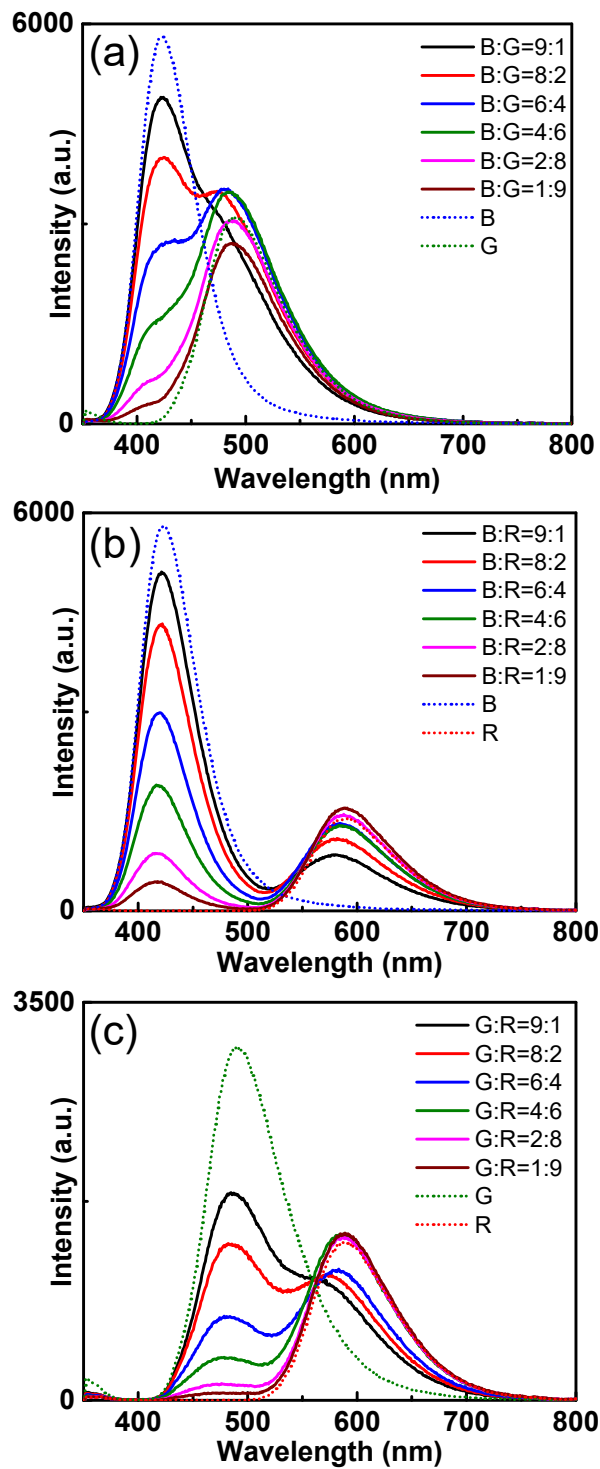 6000
(a)
B:G=9:1
B:G=8:2
B:G=6:4
B:G=4:6
B:G=2:8
B:G=1:9
B
G
Intensity (a.u.)
0
400 500 600 700 800
Wavelength (nm)
6000
(b)
B:R=9:1
B:R=8:2
B:R=6:4
B:R=4:6
B:R=2:8
B:R=1:9
B
R
Intensity (a.u.)
0
400 500 600 700 800
Wavelength (nm)
3500
(c)
G:R=9:1
G:R=8:2
G:R=6:4
G:R=4:6
G:R=2:8
G:R=1:9
G
R
Intensity (a.u.)
0
400 500 600 700 800
Wavelength (nm)